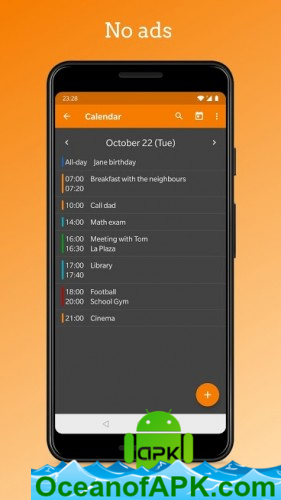 No ads
23:28
Calendar
October 22 (Tue)
All-day Jane birthday
07:00 Breakfast with the neighbours
07:20
10:00 Call dad
14:00 Math exam
16:00 Meeting with Tom
16:30 La Plaza
17:00 Library
17:40
18:00 Football
20:00 School Gym
21:00 Cinema
+
APK
OceanofAPK.com